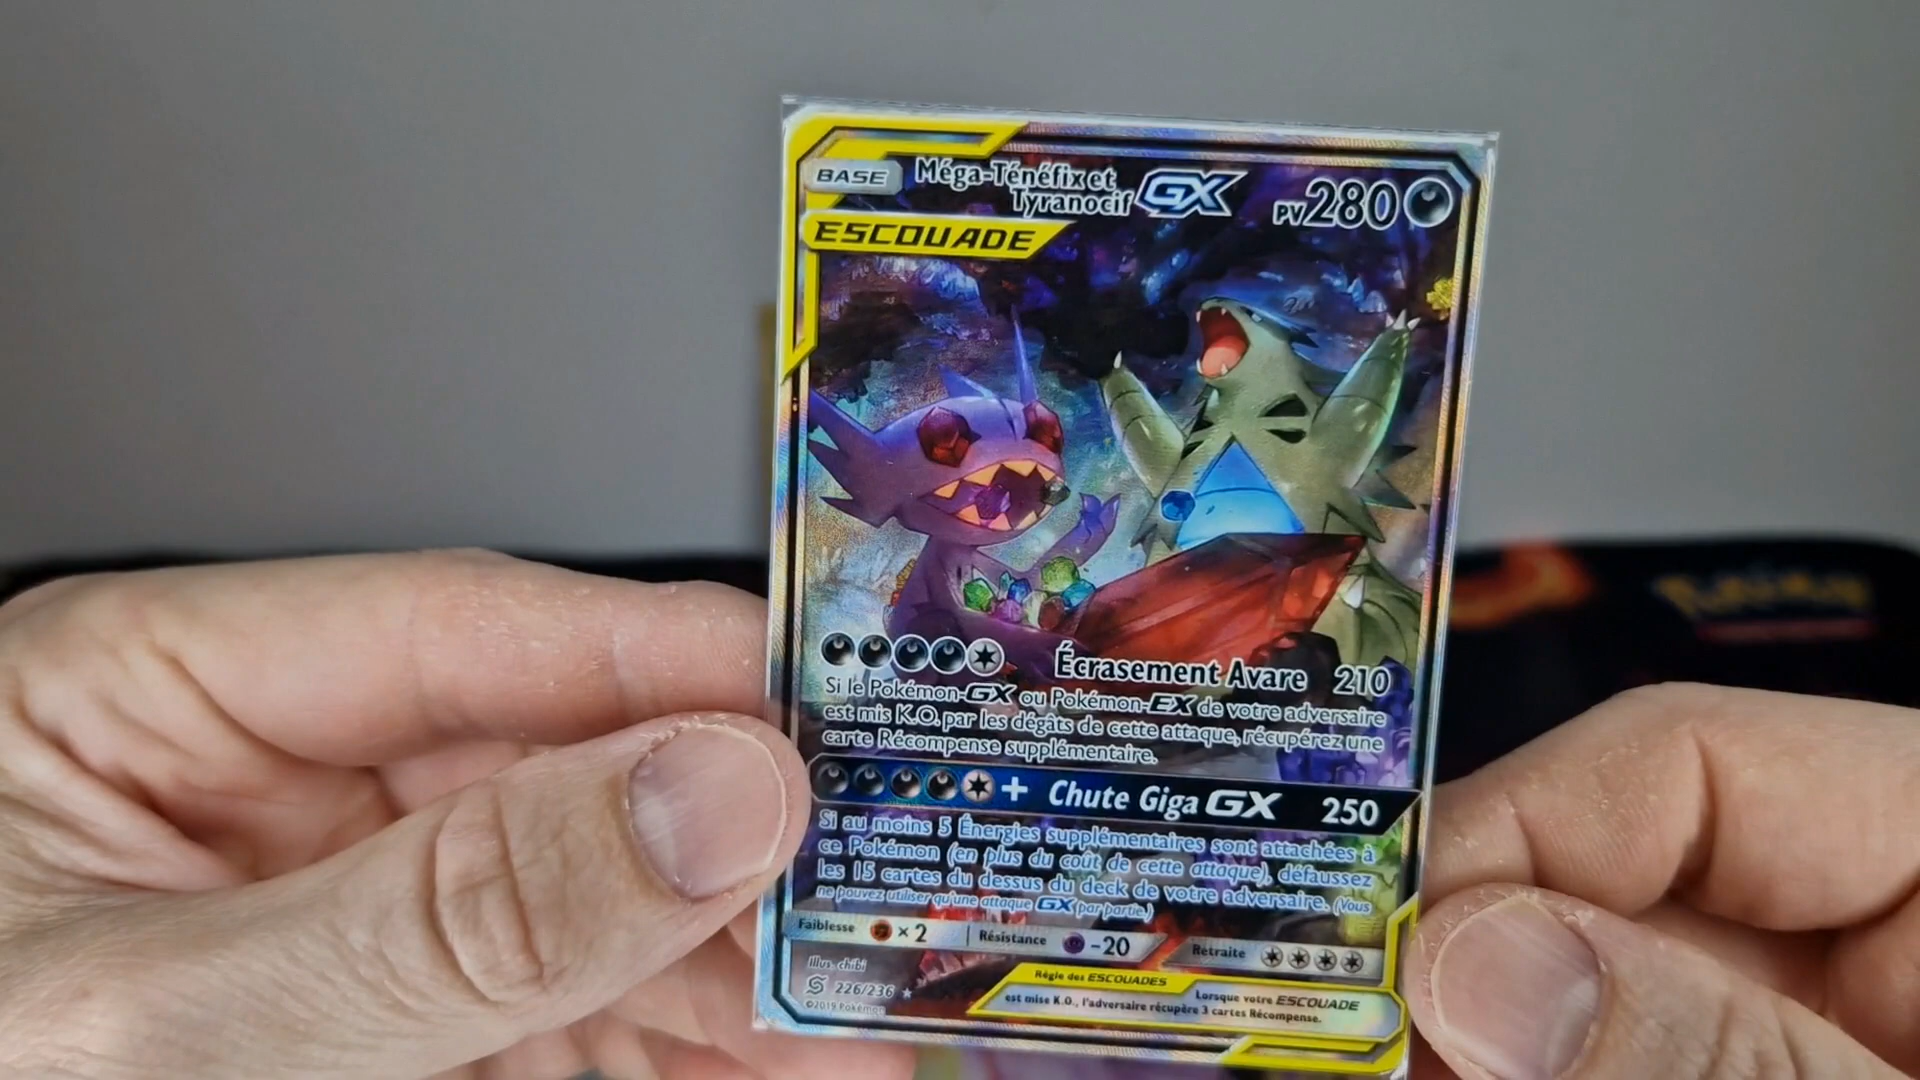 BASE
Méga-Ténéfix et
Tyranocif GX
PV280
ESCOUADE
Écrasement Avare 210
Si le Pokémon-GX ou Pokémon-EX de votre adversaire
est mis K.O. par les dégâts de cette attaque, récupérez une
carte Récompense supplémentaire.
+ Chute Giga GX 250
Si au moins 5 Énergies supplémentaires sont attachées à
ce Pokémon (en plus du coût de cette attaque), défaussez
les 15 cartes du dessus du deck de votre adversaire. (Vous
ne pouvez utiliser qu'une attaque GX par partie.)
Faiblesse ×2 Résistance -20 Retraite
Illus. chibi
226/236
©2019 Pokémon
Règle des ESCOUADES Lorsque votre ESCOUADE
est mise K.O., l'adversaire récupère 3 cartes Récompense.